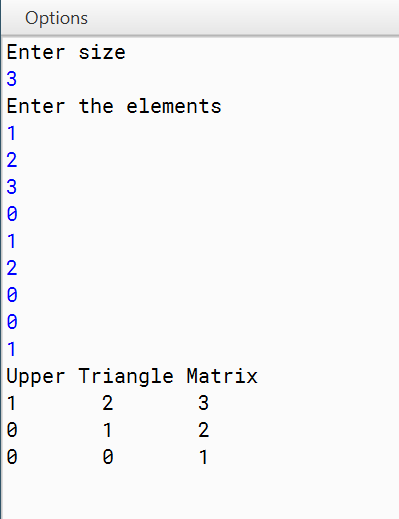 Options
Enter size
3
Enter the elements
1
2
3
0
1
2
0
0
1
Upper Triangle Matrix
1 2 3
0 1 2
0 0 1